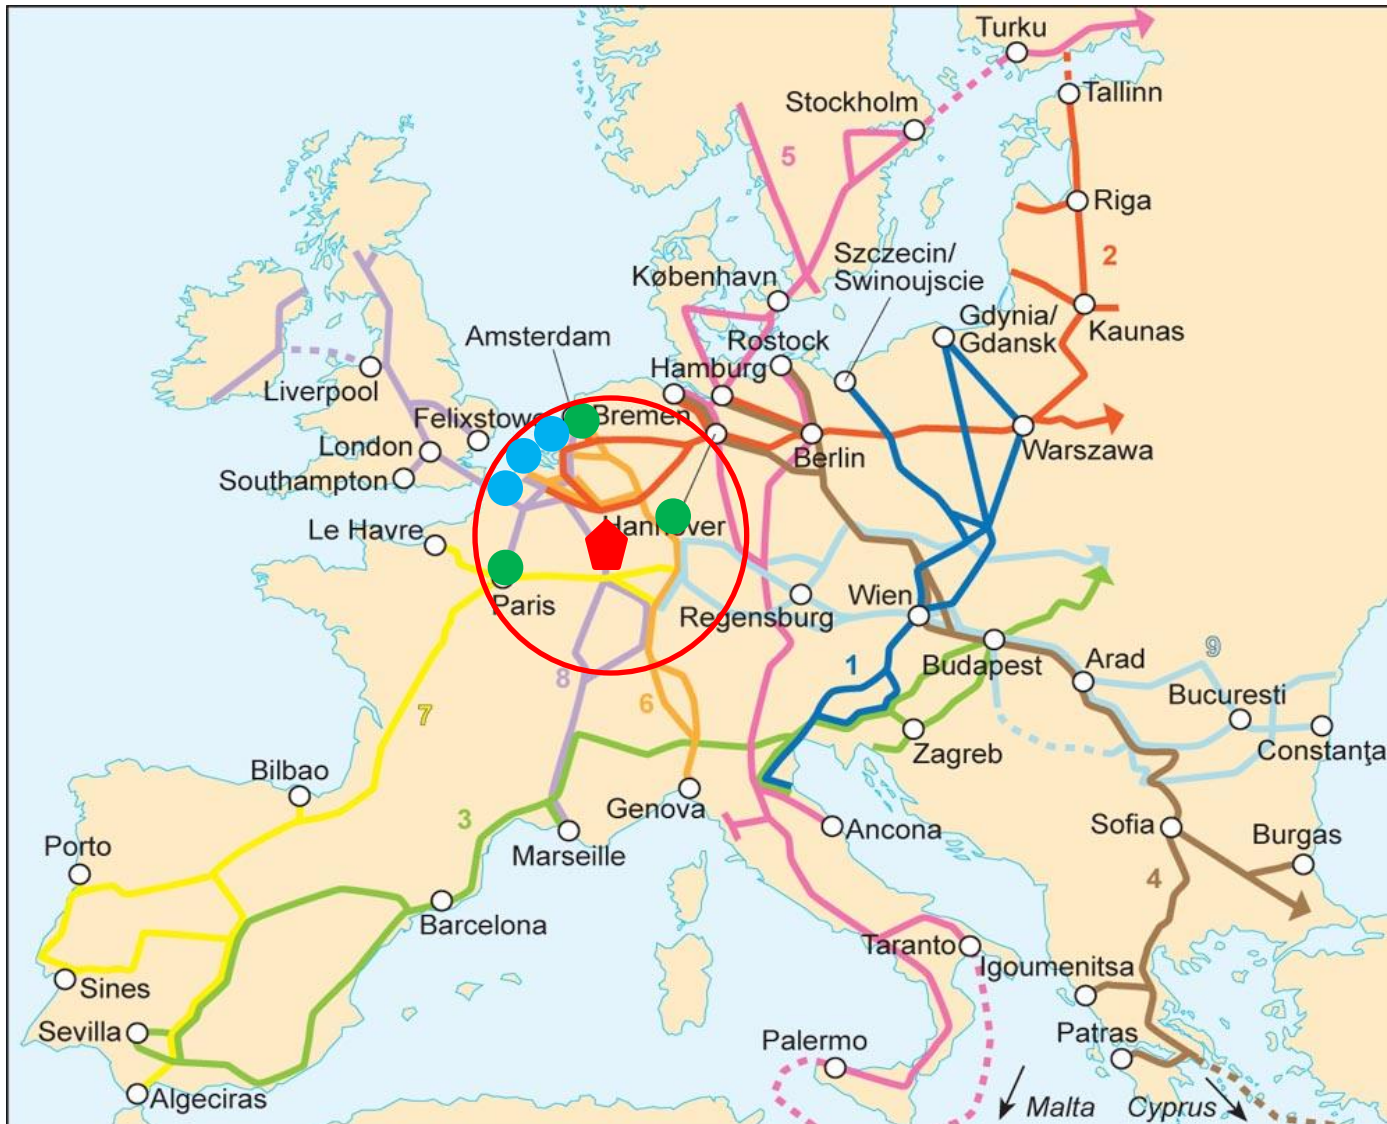 Turku
Tallinn
Stockholm
5
Riga
2
Szczecin/
Swinoujscie
København
Gdynia/
Gdansk
Kaunas
Amsterdam
Rostock
Hamburg
Liverpool
Felixstowe
Bremen
London
Berlin
Warszawa
Southampton
Le Havre
Hannover
Paris
Regensburg
Wien
Budapest
Arad
9
8
1
6
7
Bucuresti
Constanţa
Zagreb
Bilbao
Genova
3
Marseille
Ancona
Sofia
Burgas
Porto
4
Barcelona
Taranto
Igoumenitsa
Sines
Sevilla
Patras
Palermo
Algeciras
Malta
Cyprus